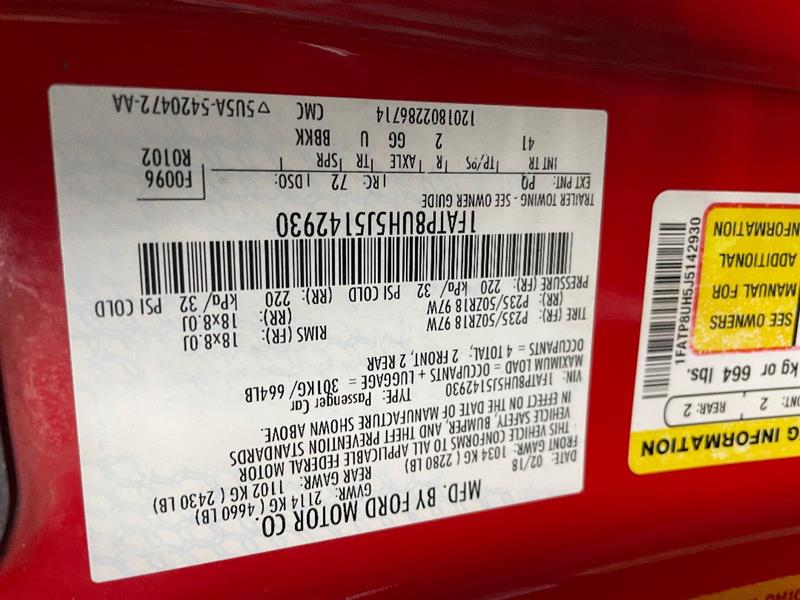 MFD. BY FORD MOTOR CO.
DATE: 02/18
GVWR: 2114 KG ( 4660 LB)
FRONT GAWR: 1034 KG ( 2280 LB)
REAR GAWR: 1102 KG ( 2430 LB)
THIS VEHICLE CONFORMS TO ALL APPLICABLE FEDERAL MOTOR
VEHICLE SAFETY, BUMPER, AND THEFT PREVENTION STANDARDS
IN EFFECT ON THE DATE OF MANUFACTURE SHOWN ABOVE.
VIN: 1FATP8UH5J5142930
TYPE: Passenger Car
MAXIMUM LOAD = OCCUPANTS + LUGGAGE = 301KG/ 664LB
OCCUPANTS = 4 TOTAL, 2 FRONT, 2 REAR
TIRE (FR): P235/50ZR18 97W RIMS (FR): 18x8.0J
(RR): P235/50ZR18 97W (RR): 18x8.0J
PRESSURE (FR): 220 kPa/ 32 PSI COLD (RR): 220 kPa/ 32 PSI COLD
1FATP8UH5J5142930
TRAILER TOWING - SEE OWNER GUIDE
EXT PNT: PQ RC: 72 DSO: F0096
R0102
INT TR TP/PS R AXLE TR SPR
41 2 GG U BBKK
1201802286714 CMC 5U5A-5420472-AA
G INFORMATION
NT: 2 REAR: 2
kg or 664 lbs.
SEE OWNERS
MANUAL FOR
ADDITIONAL
INFORMATION
1FATP8UH5J5142930